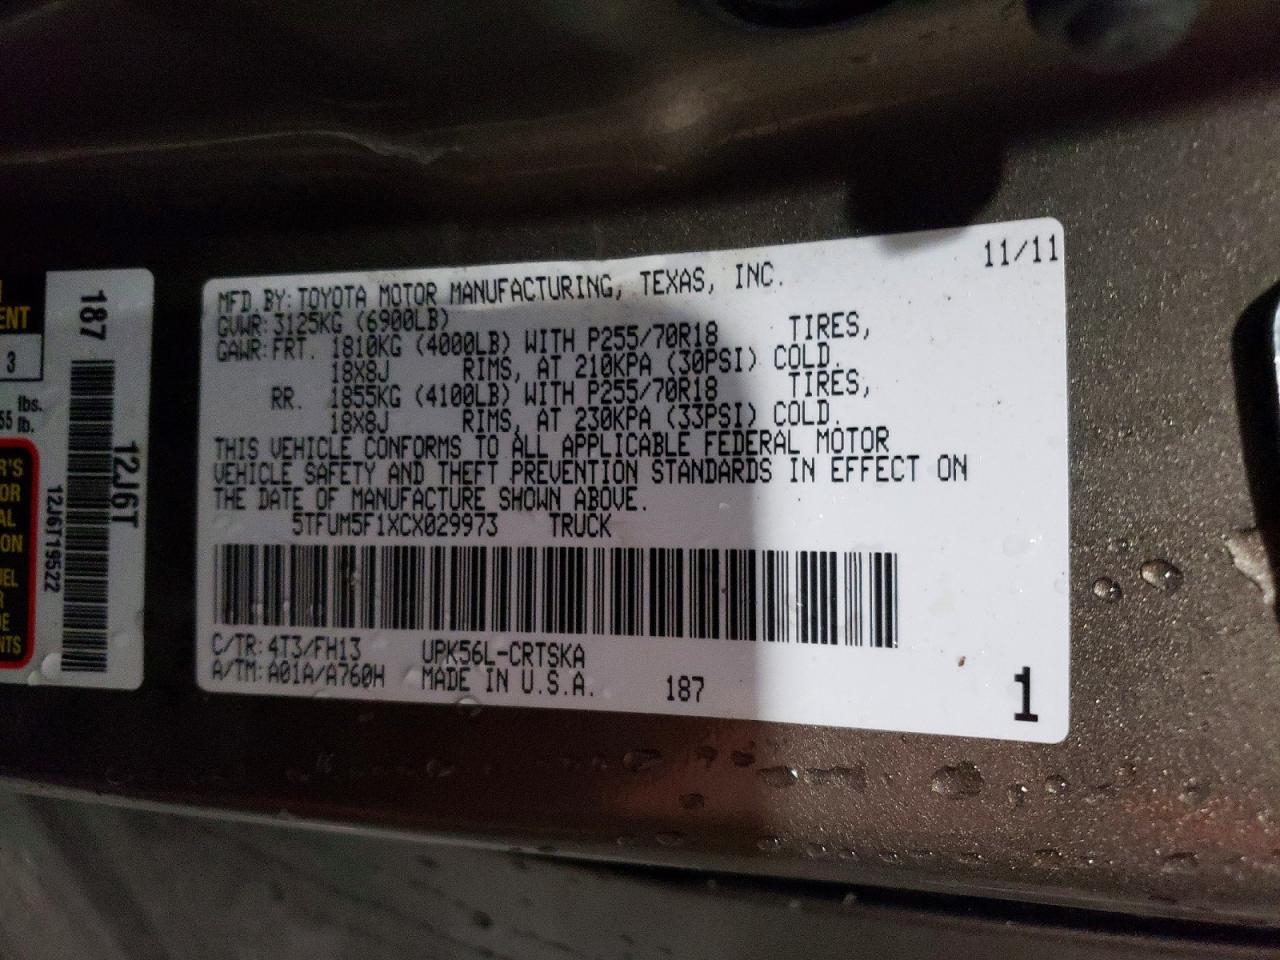 11/11
MFD.BY:TOYOTA MOTOR MANUFACTURING, TEXAS, INC.
GVWR:3125KG (6900LB)
GAWR:FRT. 1810KG (4000LB) WITH P255/70R18 TIRES,
18X8J RIMS, AT 210KPA (30PSI) COLD.
RR. 1855KG (4100LB) WITH P255/70R18 TIRES,
18X8J RIMS, AT 230KPA (33PSI) COLD.
THIS VEHICLE CONFORMS TO ALL APPLICABLE FEDERAL MOTOR
VEHICLE SAFETY AND THEFT PREVENTION STANDARDS IN EFFECT ON
THE DATE OF MANUFACTURE SHOWN ABOVE.
5TFUM5F1XCX029973 TRUCK
C/TR:4T3/FH13 UPK56L-CRTSKA
A/TM:A01A/A760H MADE IN U.S.A. 187
1
187
12J6T
12J6T19522
3
lbs.
lb.